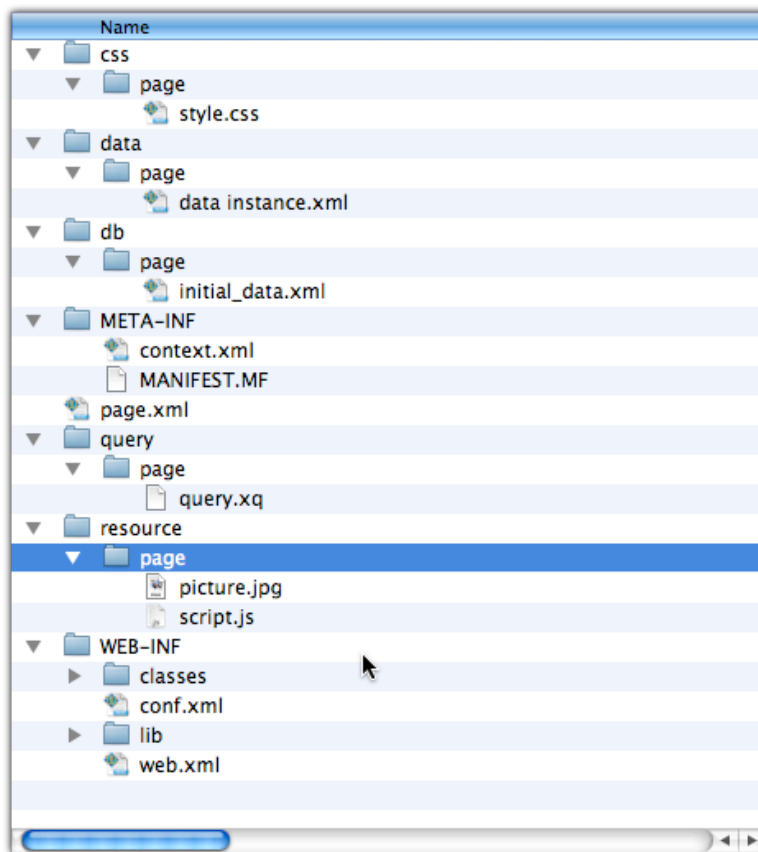 Name
css
page
style.css
data
page
data instance.xml
db
page
initial_data.xml
META-INF
context.xml
MANIFEST.MF
page.xml
query
page
query.xq
resource
page
picture.jpg
script.js
WEB-INF
classes
conf.xml
lib
web.xml